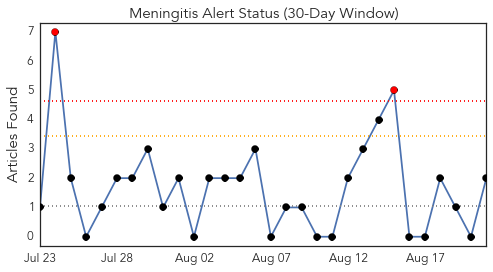 Meningitis Alert Status (30-Day Window)
Articles Found
7
6
5
4
3
2
1
0
Jul 23 Jul 28 Aug 02 Aug 07 Aug 12 Aug 17